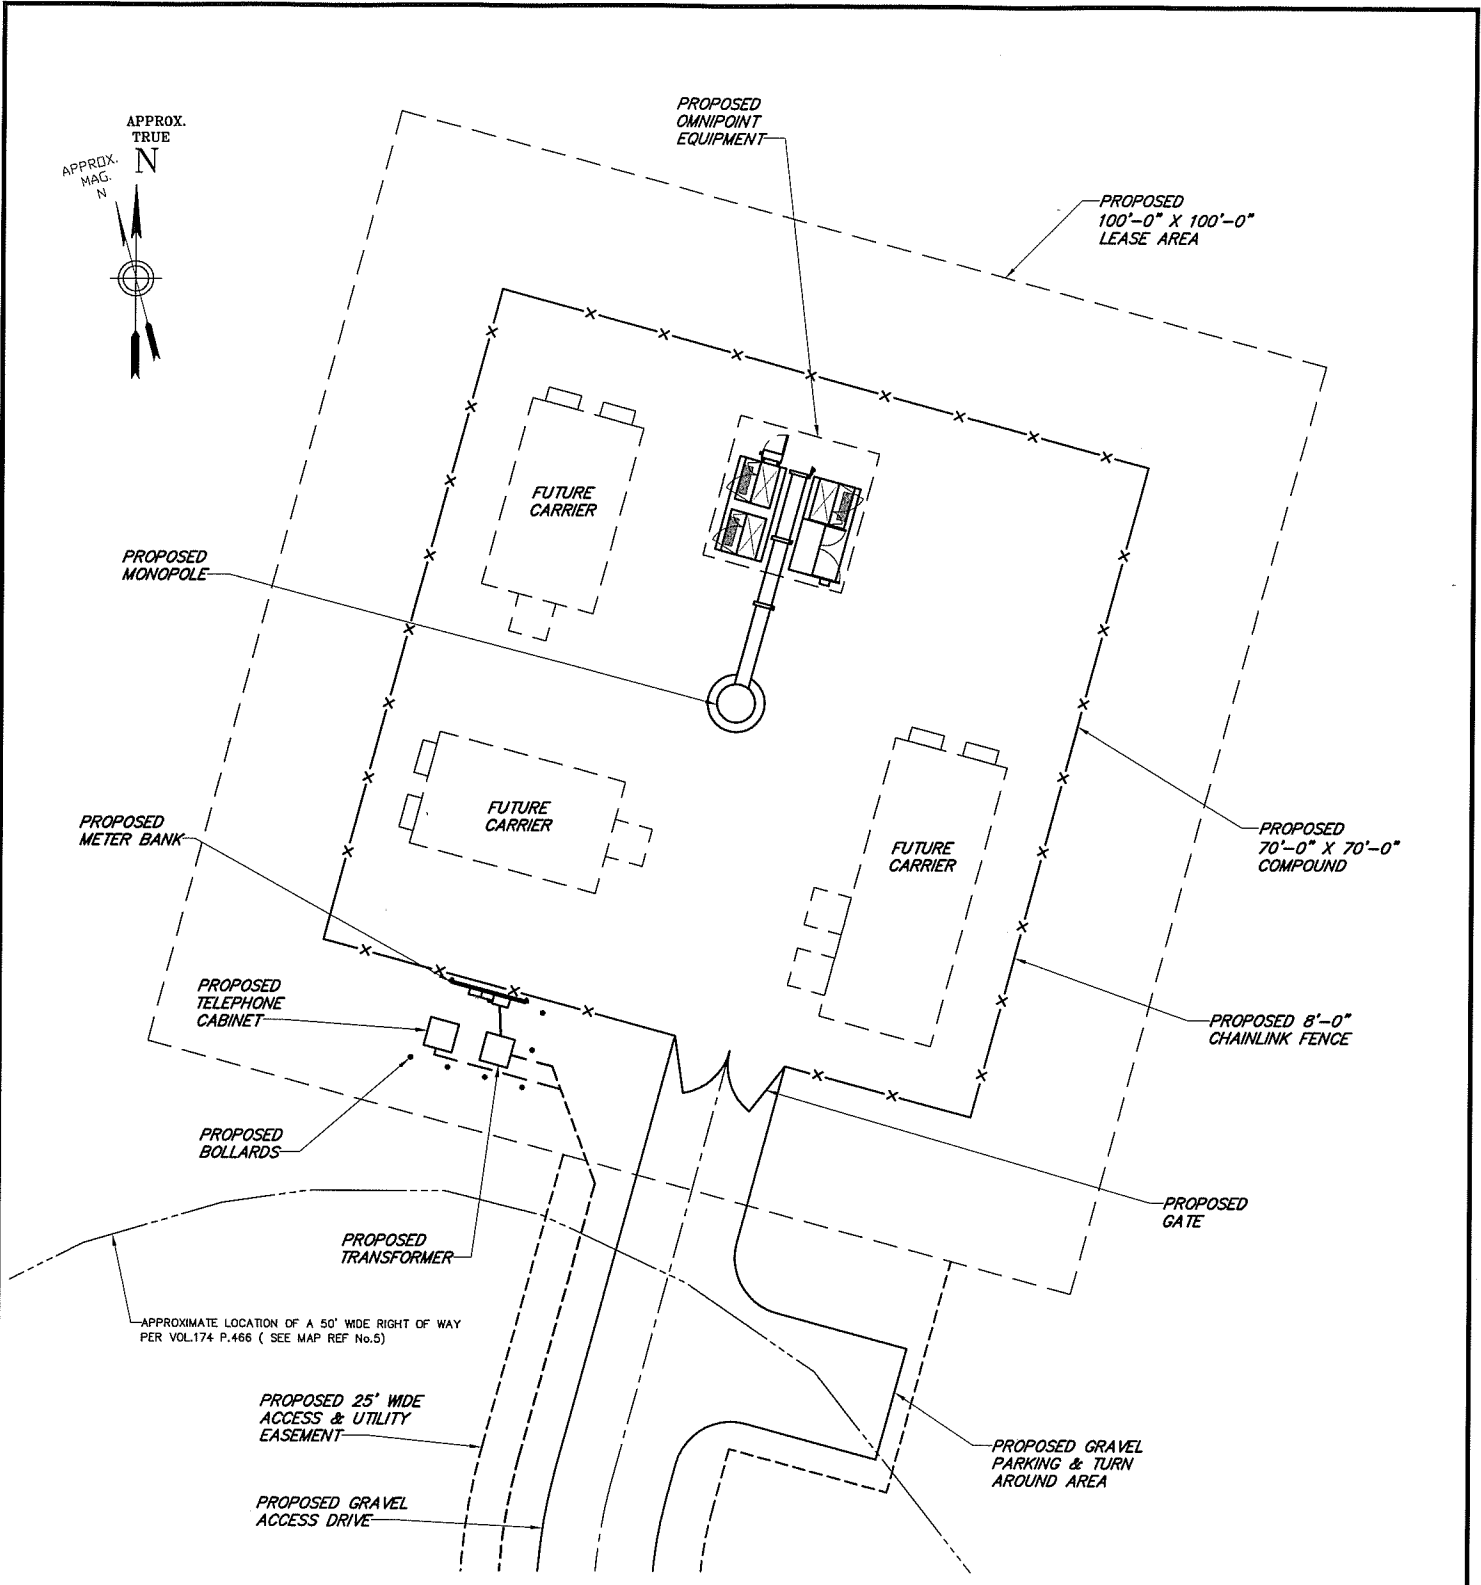 APPROX.
TRUE
N
APPROX.
MAG.
N
PROPOSED
OMNIPOINT
EQUIPMENT
PROPOSED
100'-0" X 100'-0"
LEASE AREA
FUTURE
CARRIER
PROPOSED
MONOPOLE
PROPOSED
METER BANK
FUTURE
CARRIER
FUTURE
CARRIER
PROPOSED
70'-0" X 70'-0"
COMPOUND
PROPOSED
TELEPHONE
CABINET
PROPOSED 8'-0"
CHAINLINK FENCE
PROPOSED
BOLLARDS
PROPOSED
GATE
PROPOSED
TRANSFORMER
APPROXIMATE LOCATION OF A 50' WIDE RIGHT OF WAY
PER VOL.174 P.466 ( SEE MAP REF No.5)
PROPOSED 25' WIDE
ACCESS & UTILITY
EASEMENT
PROPOSED GRAVEL
PARKING & TURN
AROUND AREA
PROPOSED GRAVEL
ACCESS DRIVE